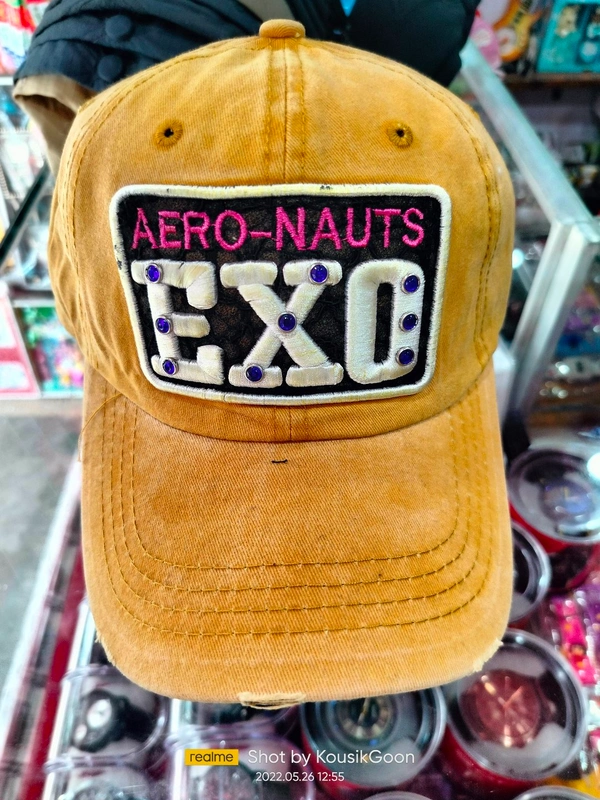 AERO-NAUTS
EXO
realme Shot by KousikGoon
2022.05.26 12:55